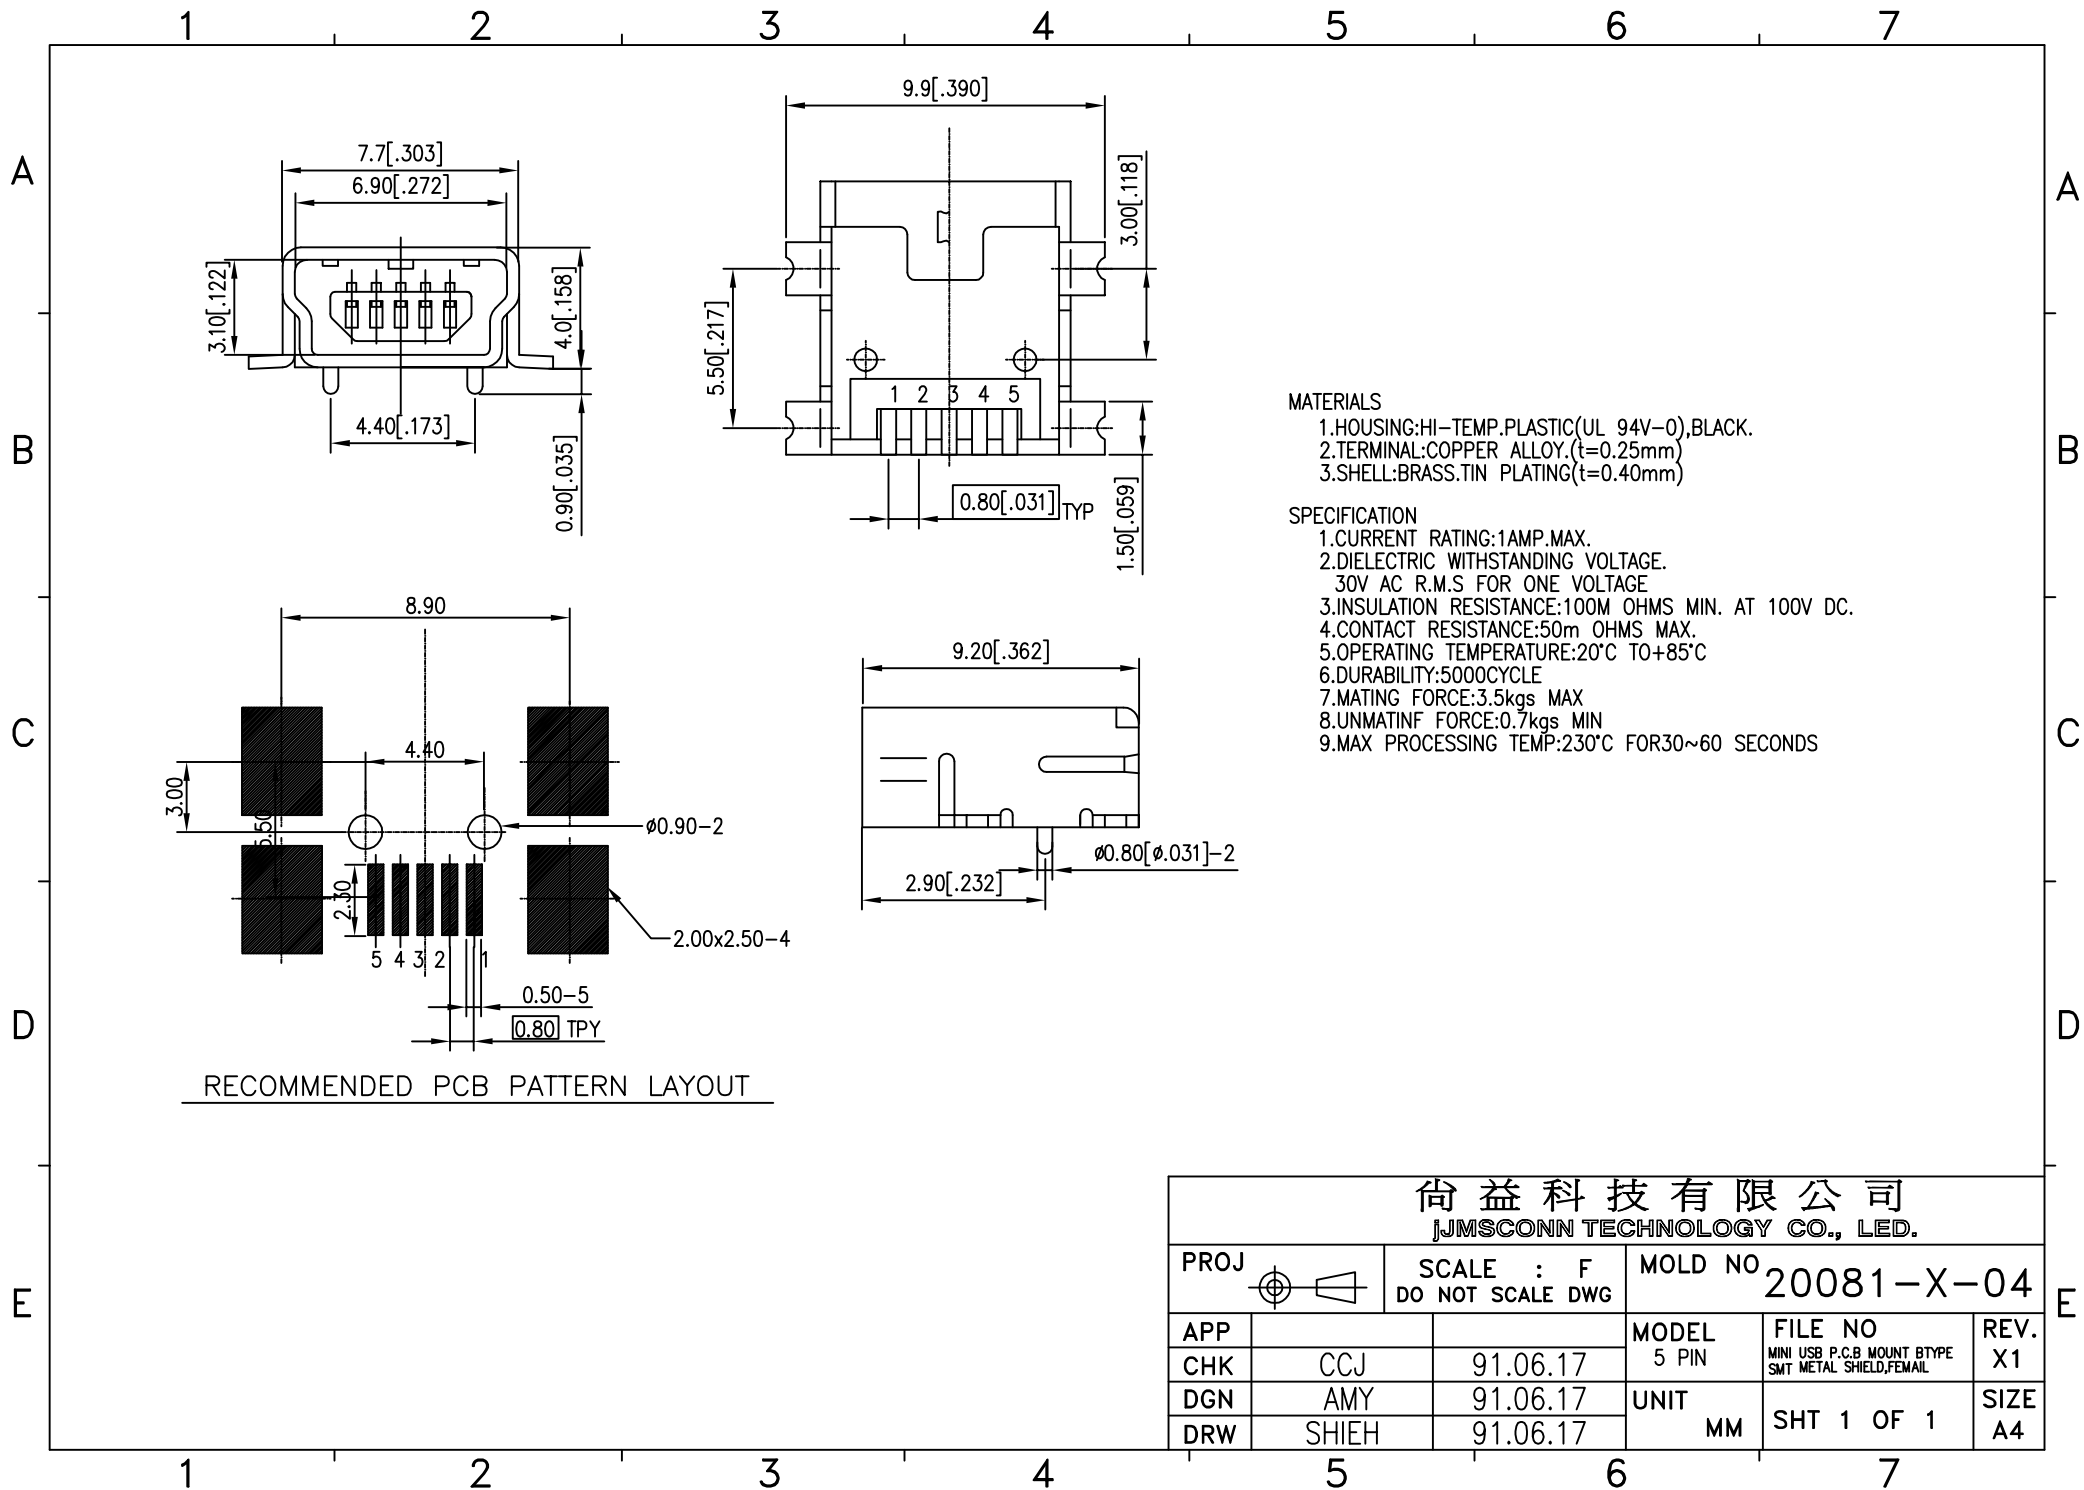 1 2 3 4 5 6 7
A
B
C
D
E
A
B
C
D
E
7.7[.303]
6.90[.272]
3.10[.122]
4.0[.158]
4.40[.173]
0.90[.035]
9.9[.390]
3.00[.118]
5.50[.217]
1 2 3 4 5
0.80[.031] TYP
1.50[.059]
MATERIALS
1.HOUSING:HI-TEMP.PLASTIC(UL 94V-0),BLACK.
2.TERMINAL:COPPER ALLOY.(t=0.25mm)
3.SHELL:BRASS.TIN PLATING(t=0.40mm)
SPECIFICATION
1.CURRENT RATING:1AMP.MAX.
2.DIELECTRIC WITHSTANDING VOLTAGE.
30V AC R.M.S FOR ONE VOLTAGE
3.INSULATION RESISTANCE:100M OHMS MIN. AT 100V DC.
4.CONTACT RESISTANCE:50m OHMS MAX.
5.OPERATING TEMPERATURE:20°C TO+85°C
6.DURABILITY:5000CYCLE
7.MATING FORCE:3.5kgs MAX
8.UNMATINF FORCE:0.7kgs MIN
9.MAX PROCESSING TEMP:230°C FOR30~60 SECONDS
8.90
4.40
3.00
5.50
ø0.90-2
2.30
2.00x2.50-4
5 4 3 2 1
0.50-5
0.80 TPY
RECOMMENDED PCB PATTERN LAYOUT
9.20[.362]
ø0.80[ø.031]-2
2.90[.232]
尚益科技有限公司
jJMSCONN TECHNOLOGY CO., LED.
PROJ
SCALE : F
DO NOT SCALE DWG
MOLD NO 20081-X-04
APP
CHK CCJ 91.06.17
DGN AMY 91.06.17
DRW SHIEH 91.06.17
MODEL
5 PIN
FILE NO
MINI USB P.C.B MOUNT BTYPE
SMT METAL SHIELD,FEMAIL
REV.
X1
UNIT
MM
SHT 1 OF 1
SIZE
A4
1 2 3 4 5 6 7